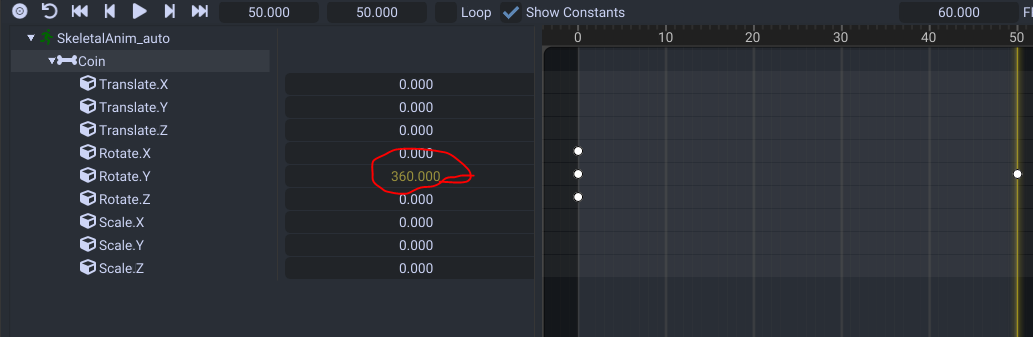 50.000 50.000 Loop Show Constants 60.000
0 10 20 30 40 50
SkeletalAnim_auto
Coin
Translate.X 0.000
Translate.Y 0.000
Translate.Z 0.000
Rotate.X 0.000
Rotate.Y 360.000
Rotate.Z 0.000
Scale.X 0.000
Scale.Y 0.000
Scale.Z 0.000